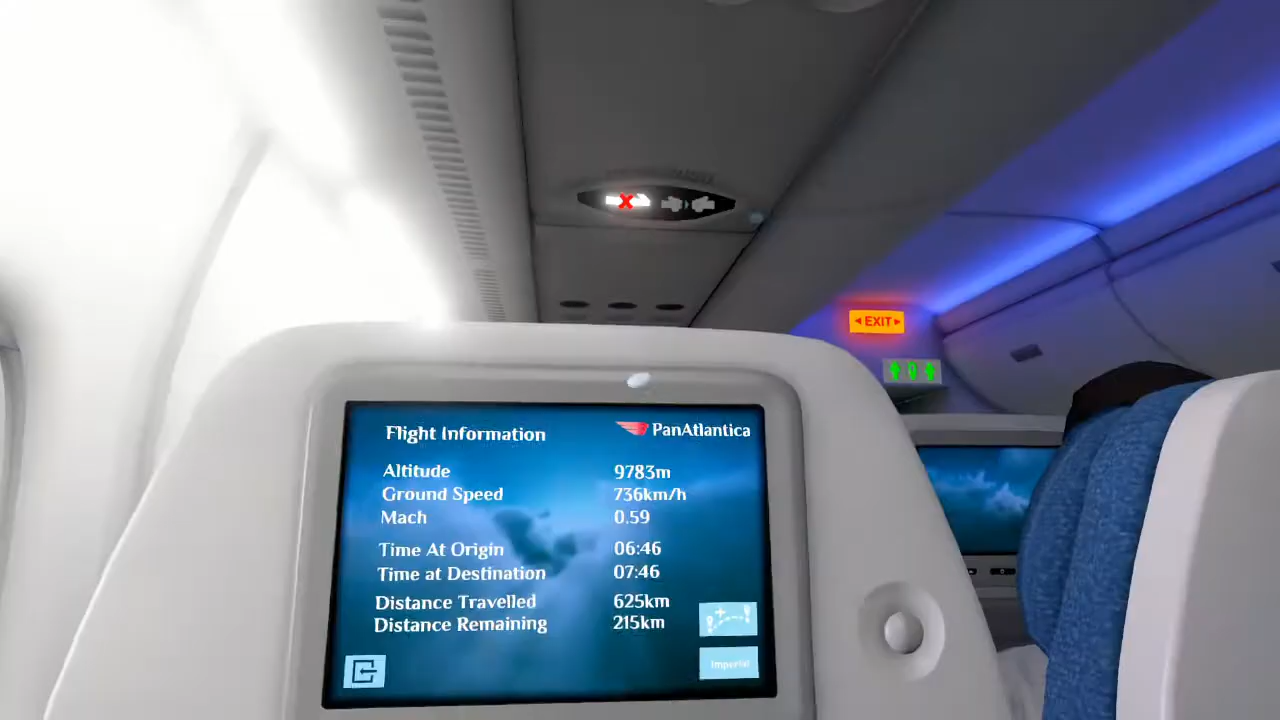 ◄ EXIT ►
Flight Information
PanAtlantica
Altitude 9783m
Ground Speed 736km/h
Mach 0.59
Time At Origin 06:46
Time at Destination 07:46
Distance Travelled 625km
Distance Remaining 215km
Imperial